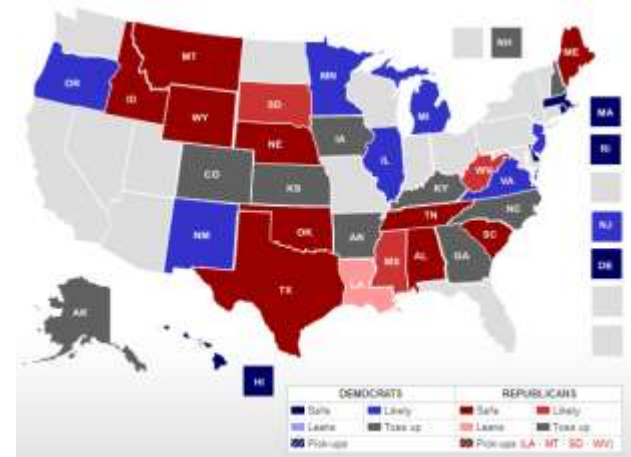 NH
ME
MT
OR
MN
ID
SD
MI
WY
MA
IA
NE
RI
IL
CO
WV
VA
KS
KY
NJ
NC
TN
OK
NM
AR
SC
DE
MS
AL
GA
TX
LA
AK
HI
DEMOCRATS REPUBLICANS
Safe Likely Safe Likely
Leans Toss up Leans Toss up
Pick-ups Pick-ups (LA - MT - SD - WV)